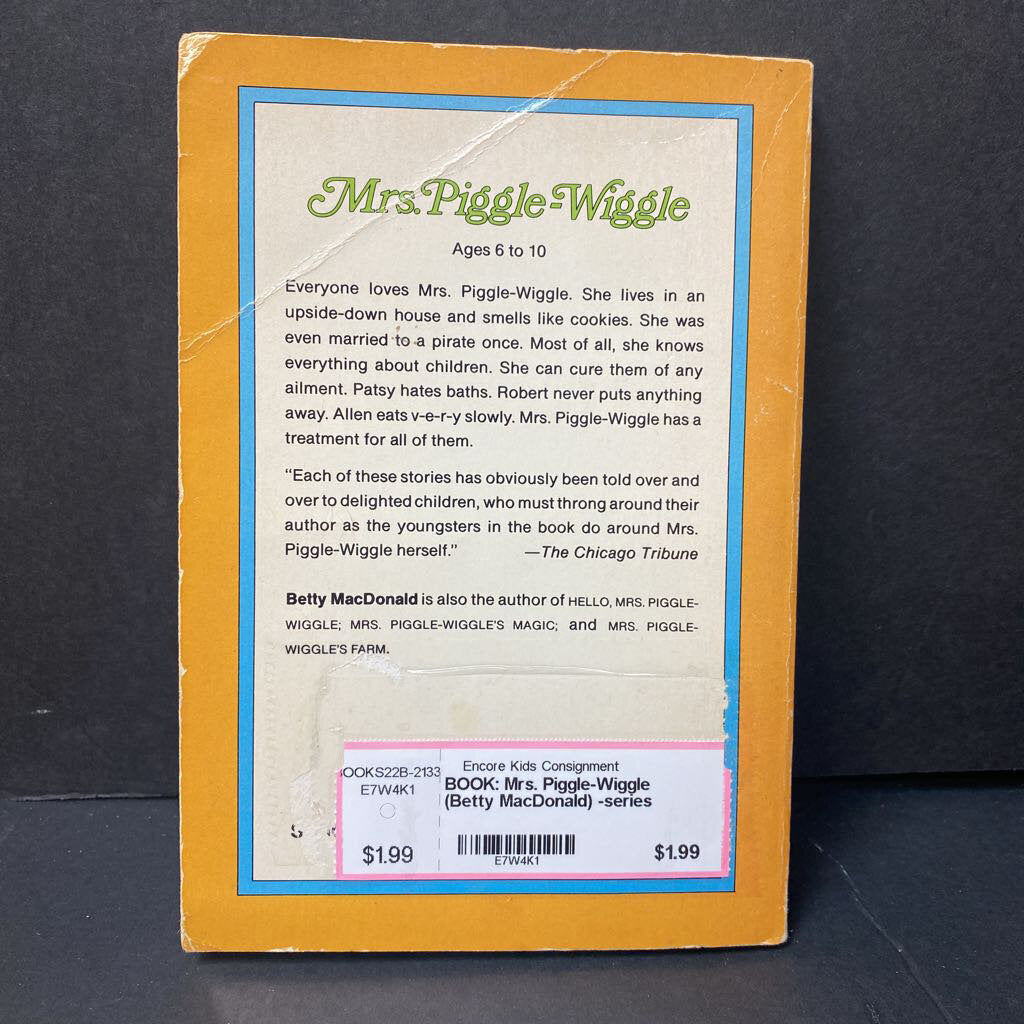 Mrs. Piggle-Wiggle
Ages 6 to 10
Everyone loves Mrs. Piggle-Wiggle. She lives in an
upside-down house and smells like cookies. She was
even married to a pirate once. Most of all, she knows
everything about children. She can cure them of any
ailment. Patsy hates baths. Robert never puts anything
away. Allen eats v-e-r-y slowly. Mrs. Piggle-Wiggle has a
treatment for all of them.
“Each of these stories has obviously been told over and
over to delighted children, who must throng around their
author as the youngsters in the book do around Mrs.
Piggle-Wiggle herself.” —The Chicago Tribune
Betty MacDonald is also the author of HELLO, MRS. PIGGLE-
WIGGLE; MRS. PIGGLE-WIGGLE'S MAGIC; and MRS. PIGGLE-
WIGGLE'S FARM.
OOKS22B-2133
E7W4K1
$1.99
Encore Kids Consignment
BOOK: Mrs. Piggle-Wiggle
(Betty MacDonald) -series
E7W4K1
$1.99